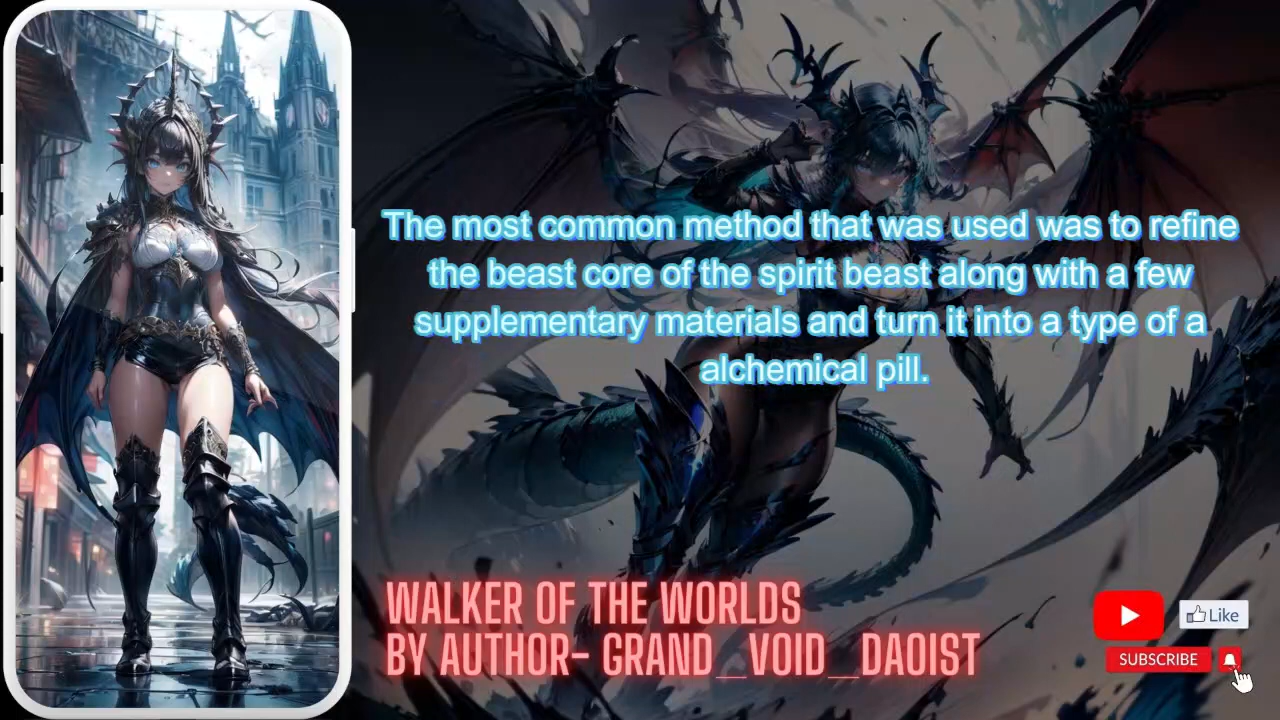 The most common method that was used was to refine
the beast core of the spirit beast along with a few
supplementary materials and turn it into a type of a
alchemical pill.
WALKER OF THE WORLDS
BY AUTHOR- GRAND_VOID_DAOIST
Like
SUBSCRIBE